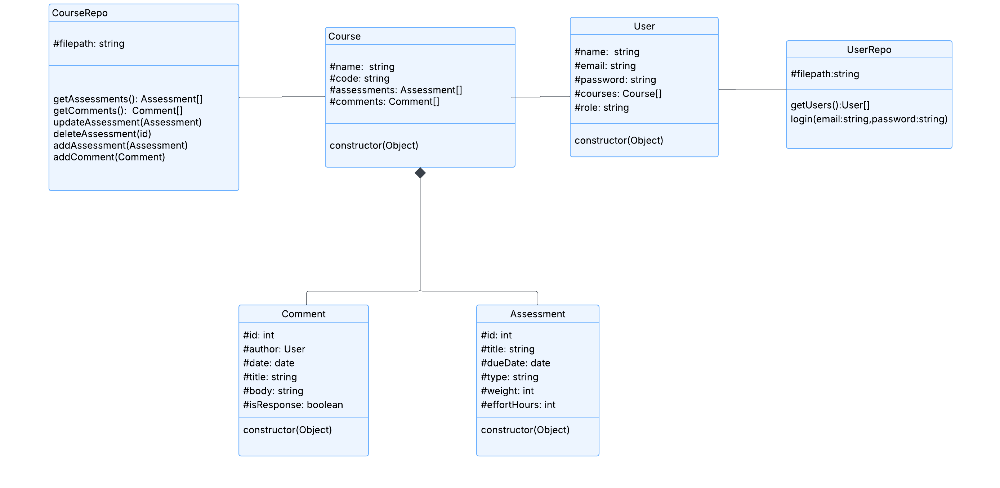 CourseRepo
#filepath: string
getAssessments(): Assessment[]
getComments():  Comment[]
updateAssessment(Assessment)
deleteAssessment(id)
addAssessment(Assessment)
addComment(Comment)
Course
#name:  string
#code: string
#assessments: Assessment[]
#comments: Comment[]
constructor(Object)
User
#name:  string
#email: string
#password: string
#courses: Course[]
#role: string
constructor(Object)
UserRepo
#filepath:string
getUsers():User[]
login(email:string,password:string)
Comment
#id: int
#author: User
#date: date
#title: string
#body: string
#isResponse: boolean
constructor(Object)
Assessment
#id: int
#title: string
#dueDate: date
#type: string
#weight: int
#effortHours: int
constructor(Object)